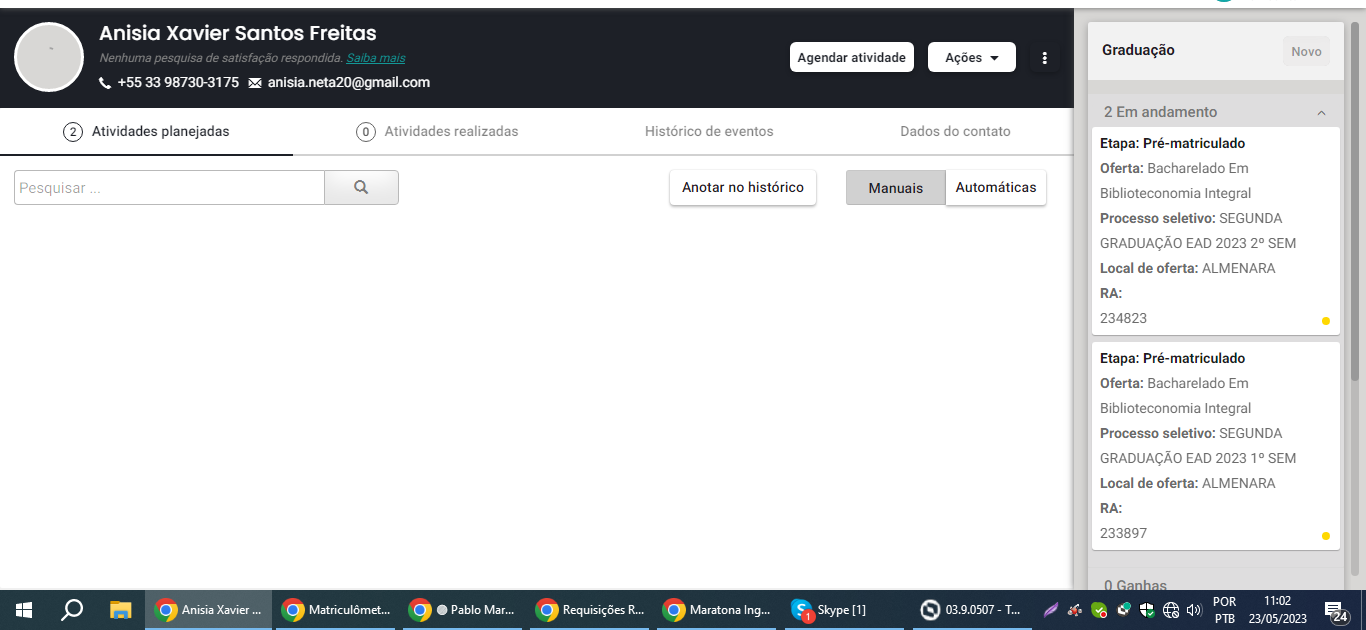 Anisia Xavier Santos Freitas
Nenhuma pesquisa de satisfação respondida. Saiba mais
+55 33 98730-3175 anisia.neta20@gmail.com
Agendar atividade
Ações
2 Atividades planejadas
0 Atividades realizadas
Histórico de eventos
Dados do contato
Pesquisar ...
Anotar no histórico
Manuais
Automáticas
Graduação
Novo
2 Em andamento
Etapa: Pré-matriculado
Oferta: Bacharelado Em
Biblioteconomia Integral
Processo seletivo: SEGUNDA
GRADUAÇÃO EAD 2023 2º SEM
Local de oferta: ALMENARA
RA:
234823
Etapa: Pré-matriculado
Oferta: Bacharelado Em
Biblioteconomia Integral
Processo seletivo: SEGUNDA
GRADUAÇÃO EAD 2023 1º SEM
Local de oferta: ALMENARA
RA:
233897
0 Ganhas
Anisia Xavier ...
Matriculômet...
Pablo Mar...
Requisições R...
Maratona Ing...
S 1 Skype [1]
03.9.0507 - T...
POR
PTB
11:02
23/05/2023
24